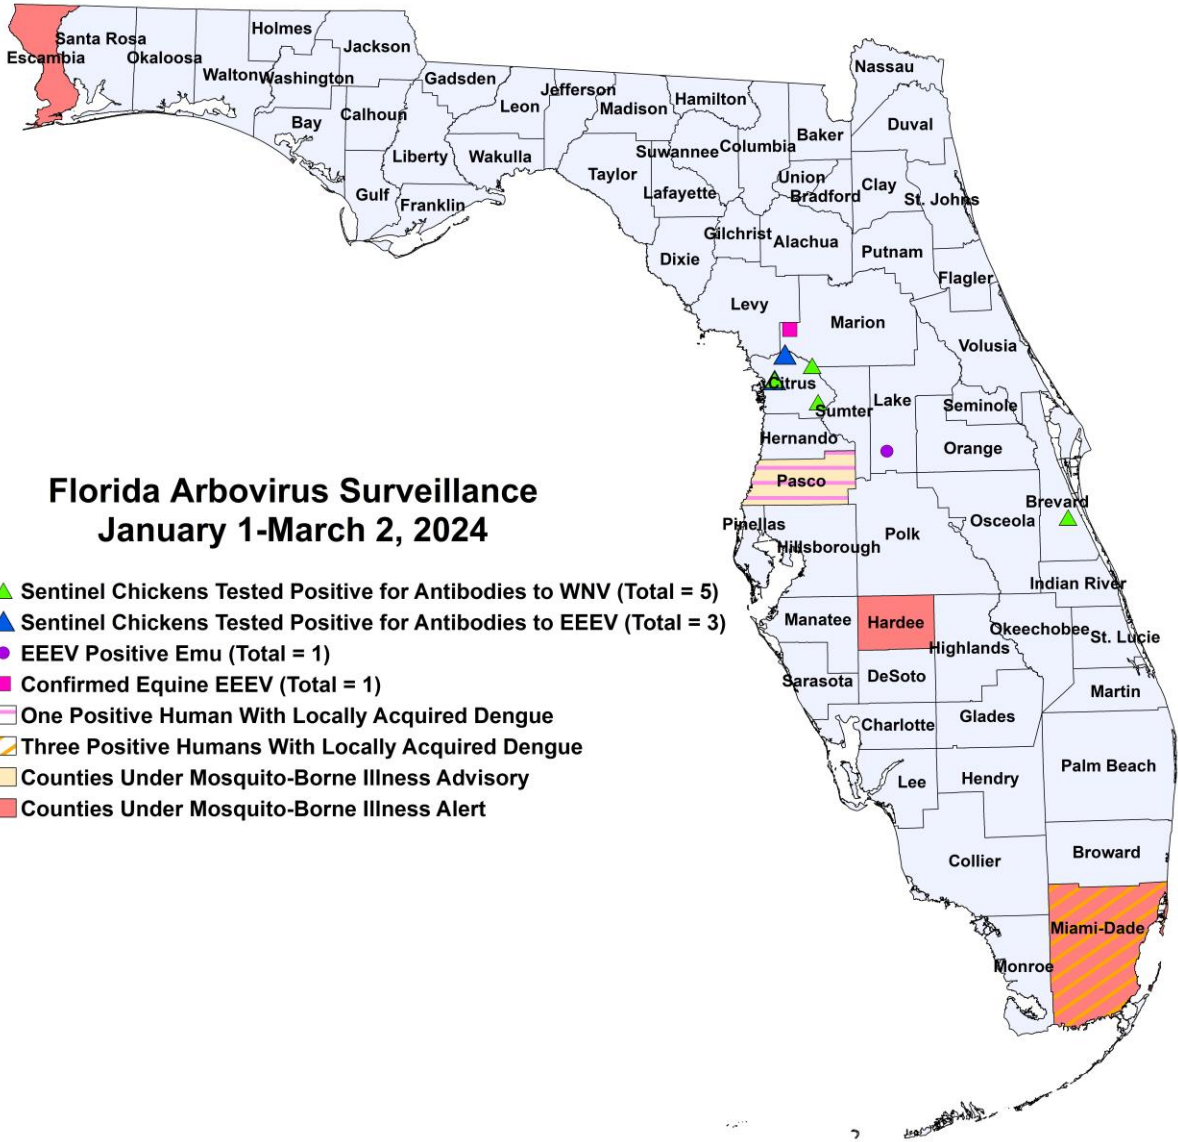 Holmes
Jackson
Santa Rosa
Escambia
Okaloosa
Walton
Washington
Gadsden
Nassau
Jefferson
Hamilton
Leon
Madison
Calhoun
Bay
Duval
Baker
Columbia
Suwannee
Liberty
Wakulla
Taylor
Union
Clay
Bradford
Lafayette
Gulf
Franklin
St. Johns
Gilchrist
Alachua
Putnam
Dixie
Flagler
Levy
Marion
Volusia
Citrus
Lake
Sumter
Seminole
Hernando
Orange
Pasco
Florida Arbovirus Surveillance
January 1-March 2, 2024
Brevard
Pinellas
Osceola
Polk
Hillsborough
Indian River
Sentinel Chickens Tested Positive for Antibodies to WNV (Total = 5)
Sentinel Chickens Tested Positive for Antibodies to EEEV (Total = 3)
EEEV Positive Emu (Total = 1)
Confirmed Equine EEEV (Total = 1)
One Positive Human With Locally Acquired Dengue
Three Positive Humans With Locally Acquired Dengue
Counties Under Mosquito-Borne Illness Advisory
Counties Under Mosquito-Borne Illness Alert
Manatee
Hardee
Okeechobee
St. Lucie
Highlands
Sarasota
DeSoto
Martin
Charlotte
Glades
Palm Beach
Lee
Hendry
Broward
Collier
Miami-Dade
Monroe